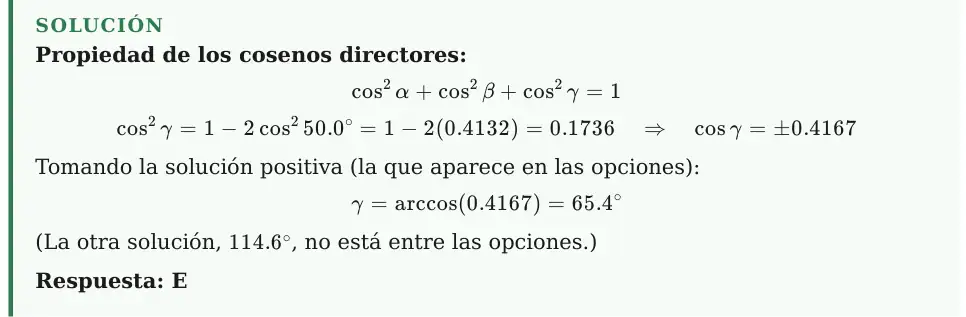 SOLUCIÓN
Propiedad de los cosenos directores:
cos² α + cos² β + cos² γ = 1
cos² γ = 1 − 2 cos² 50.0° = 1 − 2(0.4132) = 0.1736 ⇒ cos γ = ±0.4167
Tomando la solución positiva (la que aparece en las opciones):
γ = arccos(0.4167) = 65.4°
(La otra solución, 114.6°, no está entre las opciones.)
Respuesta: E